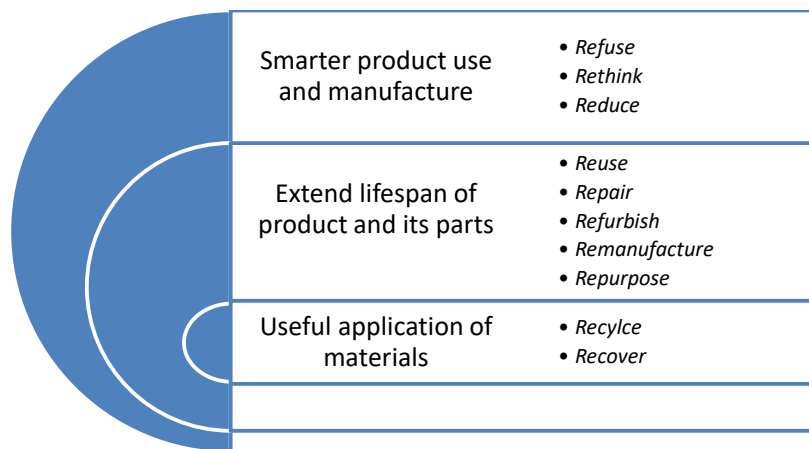 Smarter product use
and manufacture
• Refuse
• Rethink
• Reduce
Extend lifespan of
product and its parts
• Reuse
• Repair
• Refurbish
• Remanufacture
• Repurpose
Useful application of
materials
• Recylce
• Recover